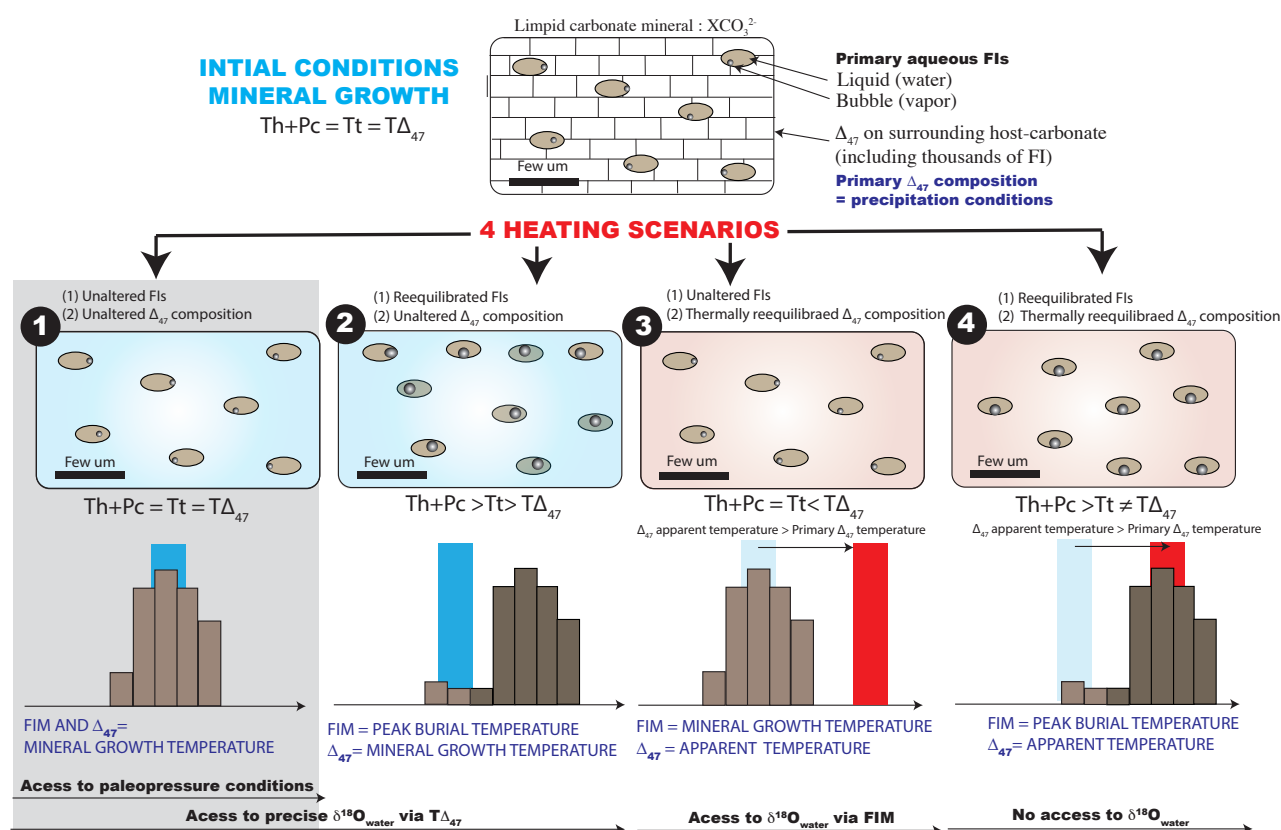 Limpid carbonate mineral : XCO₃²⁻
INTIAL CONDITIONS
MINERAL GROWTH
Th+Pc = Tt = TΔ₄₇
Primary aqueous FIs
Liquid (water)
Bubble (vapor)
Δ₄₇ on surrounding host-carbonate
(including thousands of FI)
Primary Δ₄₇ composition
= precipitation conditions
Few um
4 HEATING SCENARIOS
1
(1) Unaltered FIs
(2) Unaltered Δ₄₇ composition
Few um
Th+Pc = Tt = TΔ₄₇
FIM AND Δ₄₇=
MINERAL GROWTH TEMPERATURE
2
(1) Reequilibrated FIs
(2) Unaltered Δ₄₇ composition
Few um
Th+Pc >Tt> TΔ₄₇
FIM = PEAK BURIAL TEMPERATURE
Δ₄₇= MINERAL GROWTH TEMPERATURE
3
(1) Unaltered FIs
(2) Thermally reequilibraed Δ₄₇ composition
Few um
Th+Pc = Tt< TΔ₄₇
Δ₄₇ apparent temperature > Primary Δ₄₇ temperature
FIM = MINERAL GROWTH TEMPERATURE
Δ₄₇ = APPARENT TEMPERATURE
4
(1) Reequilibrated FIs
(2) Thermally reequilibraed Δ₄₇ composition
Few um
Th+Pc >Tt ≠ TΔ₄₇
Δ₄₇ apparent temperature > Primary Δ₄₇ temperature
FIM = PEAK BURIAL TEMPERATURE
Δ₄₇ = APPARENT TEMPERATURE
Acess to paleopressure conditions
Acess to precise δ¹⁸O_water via TΔ₄₇
Acess to δ¹⁸O_water via FIM
No access to δ¹⁸O_water